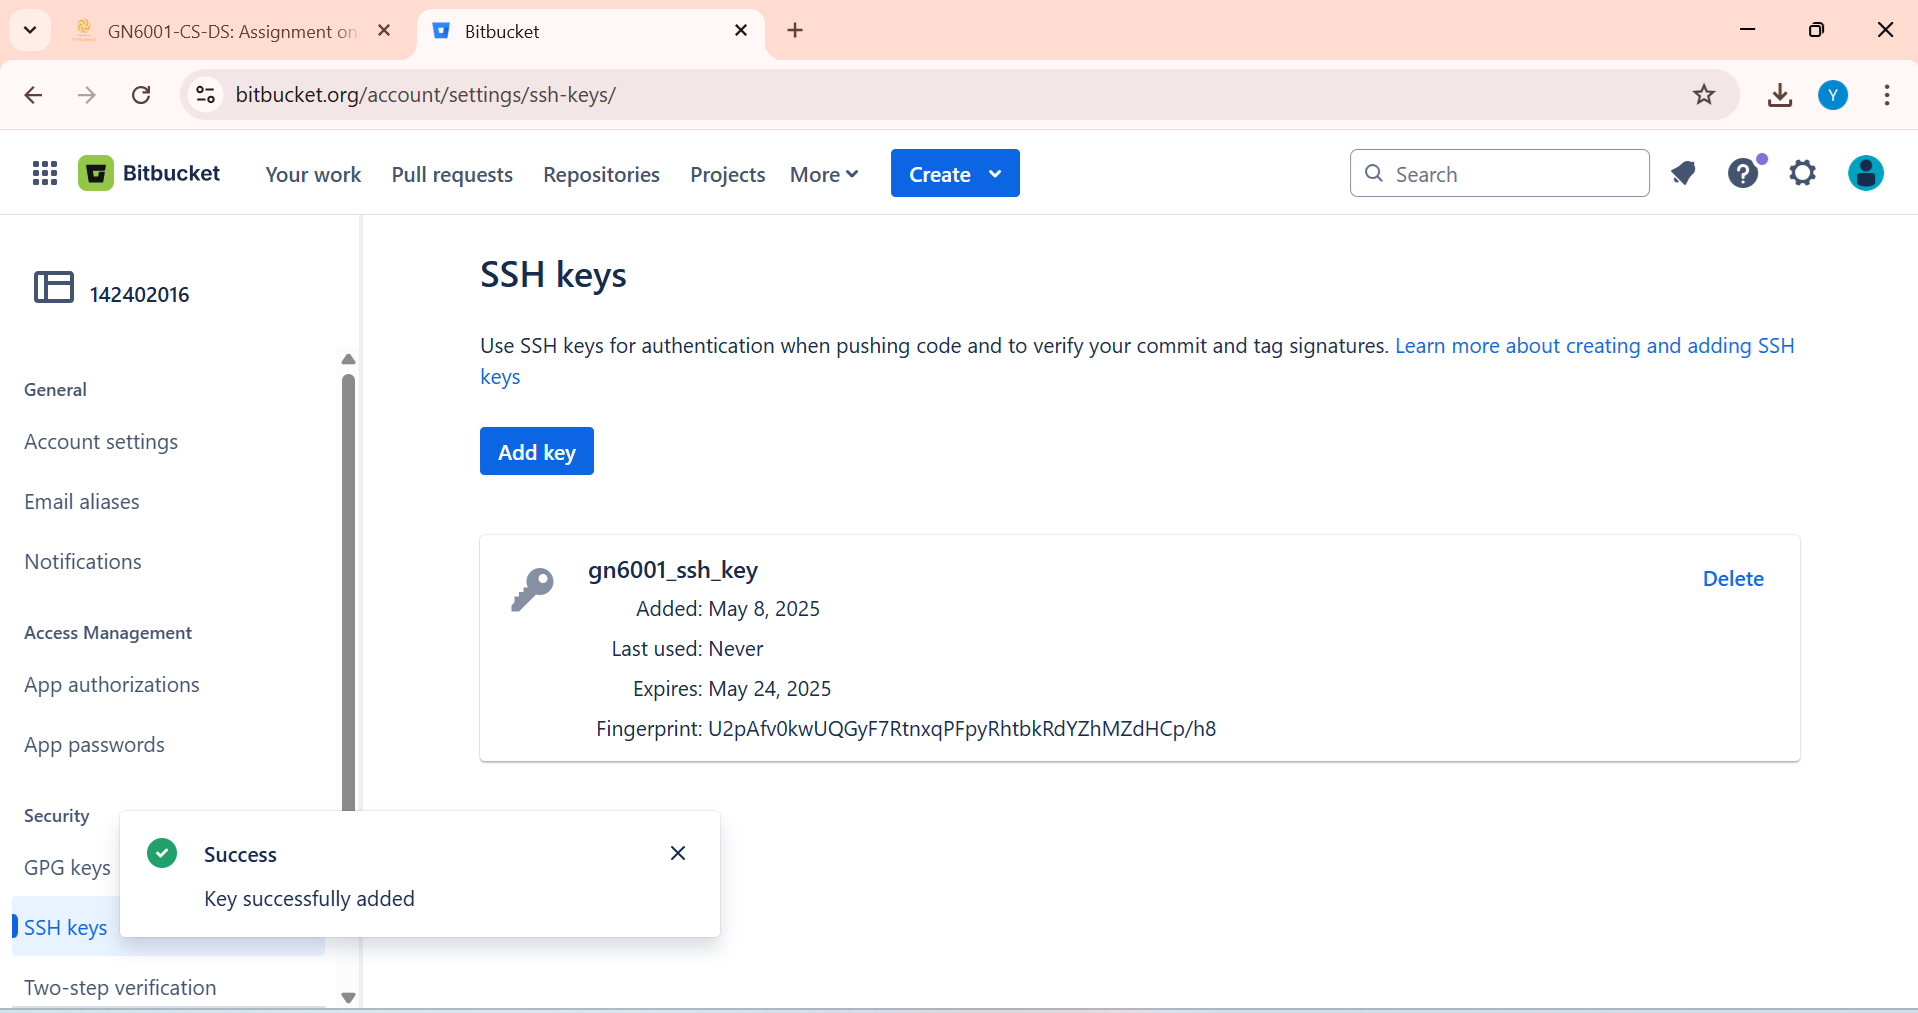 GN6001-CS-DS: Assignment on
Bitbucket
bitbucket.org/account/settings/ssh-keys/
Y
Bitbucket
Your work
Pull requests
Repositories
Projects
More
Create
Search
142402016
General
Account settings
Email aliases
Notifications
Access Management
App authorizations
App passwords
Security
GPG keys
SSH keys
Two-step verification
SSH keys
Use SSH keys for authentication when pushing code and to verify your commit and tag signatures. Learn more about creating and adding SSH
keys
Add key
gn6001_ssh_key
Delete
Added: May 8, 2025
Last used: Never
Expires: May 24, 2025
Fingerprint: U2pAfv0kwUQGyF7RtnxqPFpyRhtbkRdYZhMZdHCp/h8
Success
Key successfully added